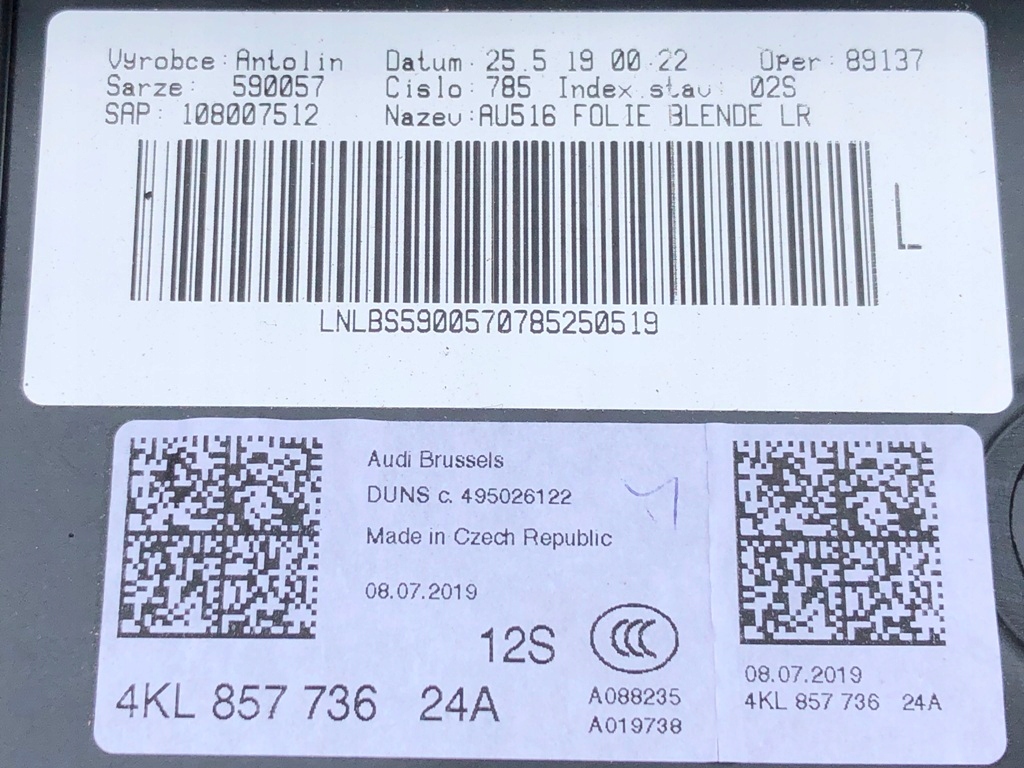 Vyrobce: Antolin Datum: 25.5 19 00:22 Oper: 89137
Sarze: 590057 Cislo: 785 Index.stav: 02S
SAP: 108007512 Nazev: AU516 FOLIE BLENDE LR
L
LNLBS5900570785250519
Audi Brussels
DUNS c. 495026122
Made in Czech Republic
08.07.2019
12S
CCC
4KL 857 736 24A
A088235
A019738
08.07.2019
4KL 857 736 24A